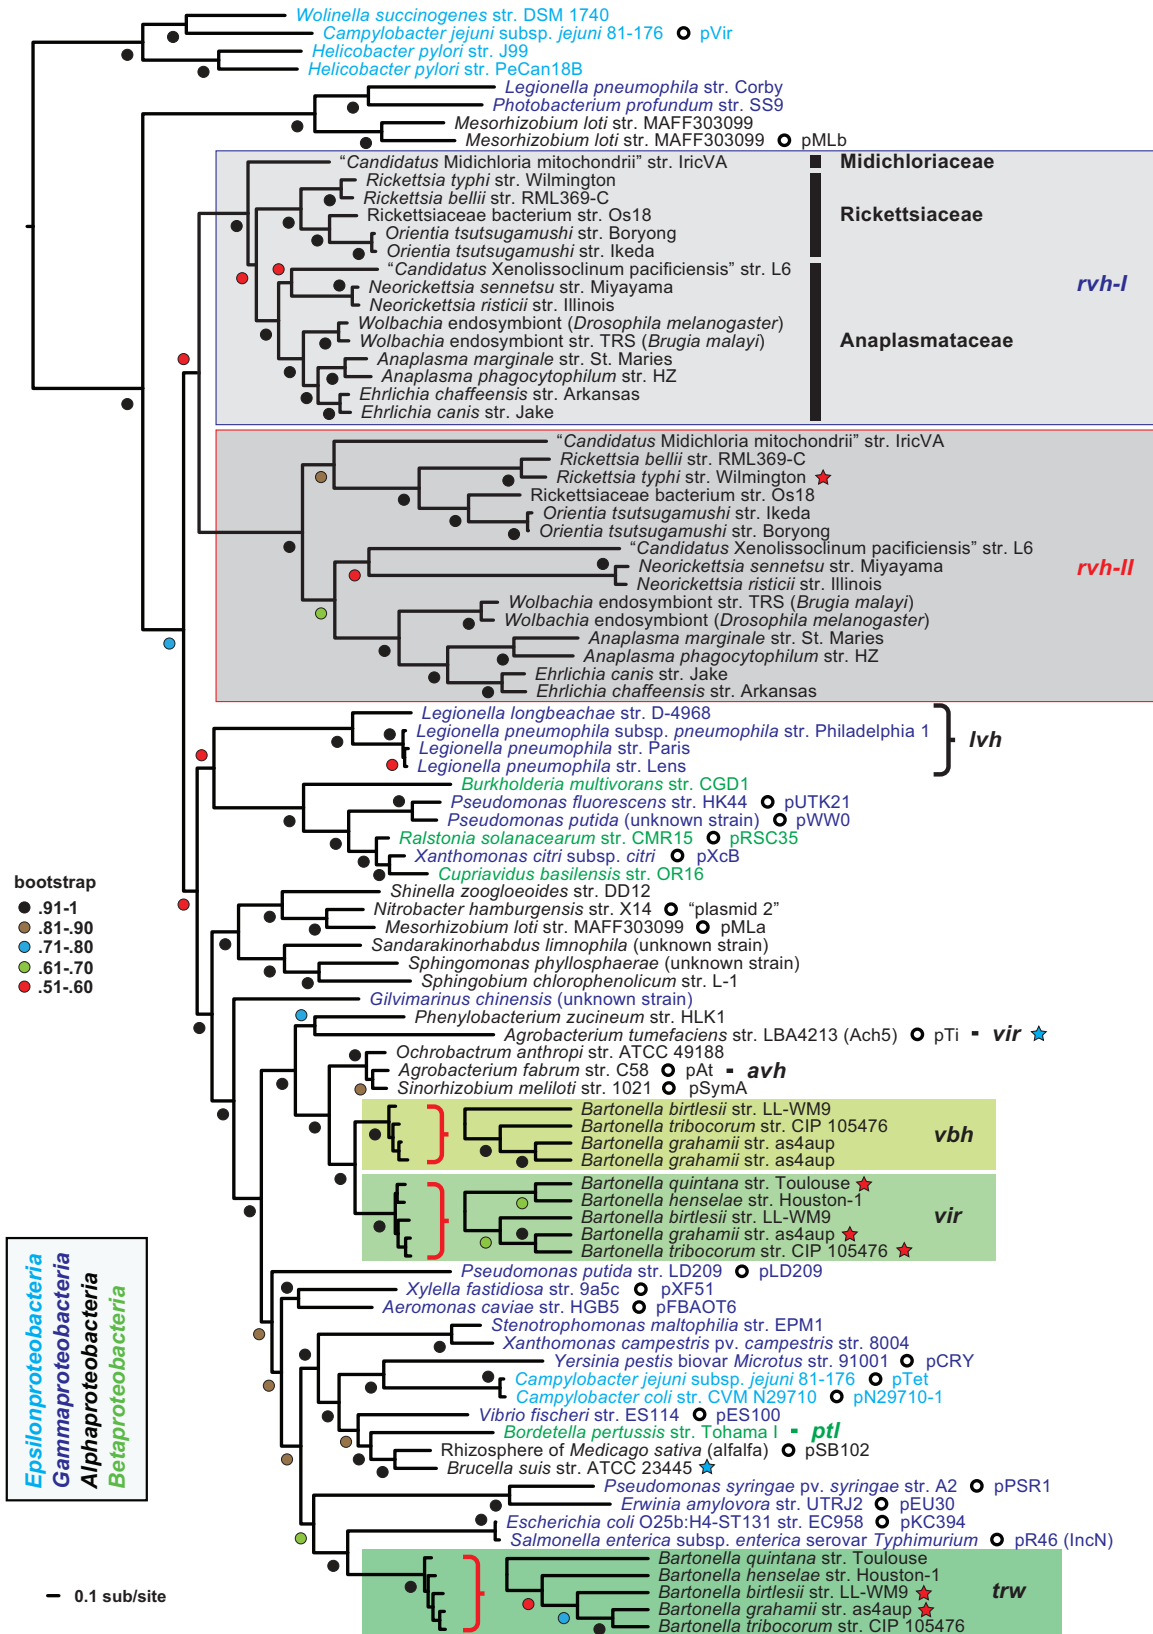 Wolinella succinogenes str. DSM 1740
Campylobacter jejuni subsp. jejuni 81-176 pVir
Helicobacter pylori str. J99
Helicobacter pylori str. PeCan18B
Legionella pneumophila str. Corby
Photobacterium profundum str. SS9
Mesorhizobium loti str. MAFF303099
Mesorhizobium loti str. MAFF303099 pMLb
“Candidatus Midichloria mitochondrii” str. IricVA Midichloriaceae
Rickettsia typhi str. Wilmington
Rickettsia bellii str. RML369-C
Rickettsiaceae bacterium str. Os18 Rickettsiaceae
Orientia tsutsugamushi str. Boryong
Orientia tsutsugamushi str. Ikeda
“Candidatus Xenolissoclinum pacificiensis” str. L6
rvh-I
Neorickettsia sennetsu str. Miyayama
Neorickettsia risticii str. Illinois
Wolbachia endosymbiont (Drosophila melanogaster)
Wolbachia endosymbiont str. TRS (Brugia malayi) Anaplasmataceae
Anaplasma marginale str. St. Maries
Anaplasma phagocytophilum str. HZ
Ehrlichia chaffeensis str. Arkansas
Ehrlichia canis str. Jake
“Candidatus Midichloria mitochondrii” str. IricVA
Rickettsia bellii str. RML369-C
Rickettsia typhi str. Wilmington
Rickettsiaceae bacterium str. Os18
Orientia tsutsugamushi str. Ikeda
Orientia tsutsugamushi str. Boryong
“Candidatus Xenolissoclinum pacificiensis” str. L6
Neorickettsia sennetsu str. Miyayama rvh-II
Neorickettsia risticii str. Illinois
Wolbachia endosymbiont str. TRS (Brugia malayi)
Wolbachia endosymbiont (Drosophila melanogaster)
Anaplasma marginale str. St. Maries
Anaplasma phagocytophilum str. HZ
Ehrlichia canis str. Jake
Ehrlichia chaffeensis str. Arkansas
Legionella longbeachae str. D-4968
Legionella pneumophila subsp. pneumophila str. Philadelphia 1
lvh
Legionella pneumophila str. Paris
Legionella pneumophila str. Lens
Burkholderia multivorans str. CGD1
Pseudomonas fluorescens str. HK44 pUTK21
Pseudomonas putida (unknown strain) pWW0
Ralstonia solanacearum str. CMR15 pRSC35
Xanthomonas citri subsp. citri pXcB
Cupriavidus basilensis str. OR16
bootstrap
.91-1
.81-.90
.71-.80
.61-.70
.51-.60
Shinella zoogloeoides str. DD12
Nitrobacter hamburgensis str. X14 “plasmid 2”
Mesorhizobium loti str. MAFF303099 pMLa
Sandarakinorhabdus limnophila (unknown strain)
Sphingomonas phyllosphaerae (unknown strain)
Sphingobium chlorophenolicum str. L-1
Gilvimarinus chinensis (unknown strain)
Phenylobacterium zucineum str. HLK1
Agrobacterium tumefaciens str. LBA4213 (Ach5) pTi - vir
Ochrobactrum anthropi str. ATCC 49188
Agrobacterium fabrum str. C58 pAt - avh
Sinorhizobium meliloti str. 1021 pSymA
Bartonella birtlesii str. LL-WM9
Bartonella tribocorum str. CIP 105476
vbh
Bartonella grahamii str. as4aup
Bartonella grahamii str. as4aup
Bartonella quintana str. Toulouse
Bartonella henselae str. Houston-1
Bartonella birtlesii str. LL-WM9 vir
Bartonella grahamii str. as4aup
Bartonella tribocorum str. CIP 105476
Epsilonproteobacteria
Gammaproteobacteria
Alphaproteobacteria
Betaproteobacteria
Pseudomonas putida str. LD209 pLD209
Xylella fastidiosa str. 9a5c pXF51
Aeromonas caviae str. HGB5 pFBAOT6
Stenotrophomonas maltophilia str. EPM1
Xanthomonas campestris pv. campestris str. 8004
Yersinia pestis biovar Microtus str. 91001 pCRY
Campylobacter jejuni subsp. jejuni 81-176 pTet
Campylobacter coli str. CVM N29710 pN29710-1
Vibrio fischeri str. ES114 pES100
Bordetella pertussis str. Tohama I - ptl
Rhizosphere of Medicago sativa (alfalfa) pSB102
Brucella suis str. ATCC 23445
Pseudomonas syringae pv. syringae str. A2 pPSR1
Erwinia amylovora str. UTRJ2 pEU30
Escherichia coli O25b:H4-ST131 str. EC958 pKC394
Salmonella enterica subsp. enterica serovar Typhimurium pR46 (IncN)
Bartonella quintana str. Toulouse
Bartonella henselae str. Houston-1
Bartonella birtlesii str. LL-WM9 trw
Bartonella grahamii str. as4aup
Bartonella tribocorum str. CIP 105476
0.1 sub/site